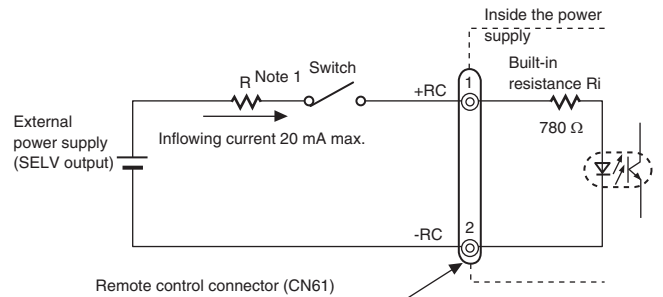 Inside the power
supply
Built-in
resistance Ri
780 Ω
R Note 1 Switch
+RC
1
Inflowing current 20 mA max.
External
power supply
(SELV output)
-RC
2
Remote control connector (CN61)